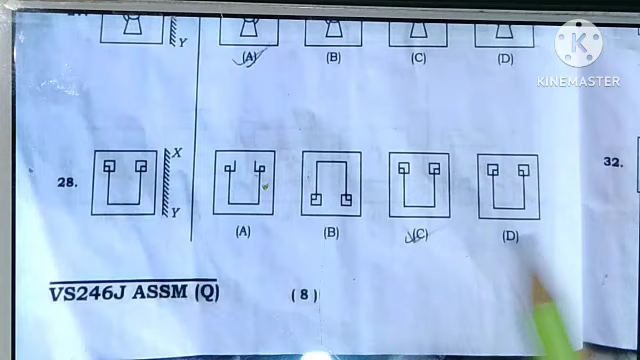 Y
(A) (B) (C) (D)
K
KINEMASTER
28. X
Y
(A) (B) (C) (D)
32.
VS246J ASSM (Q) ( 8 )